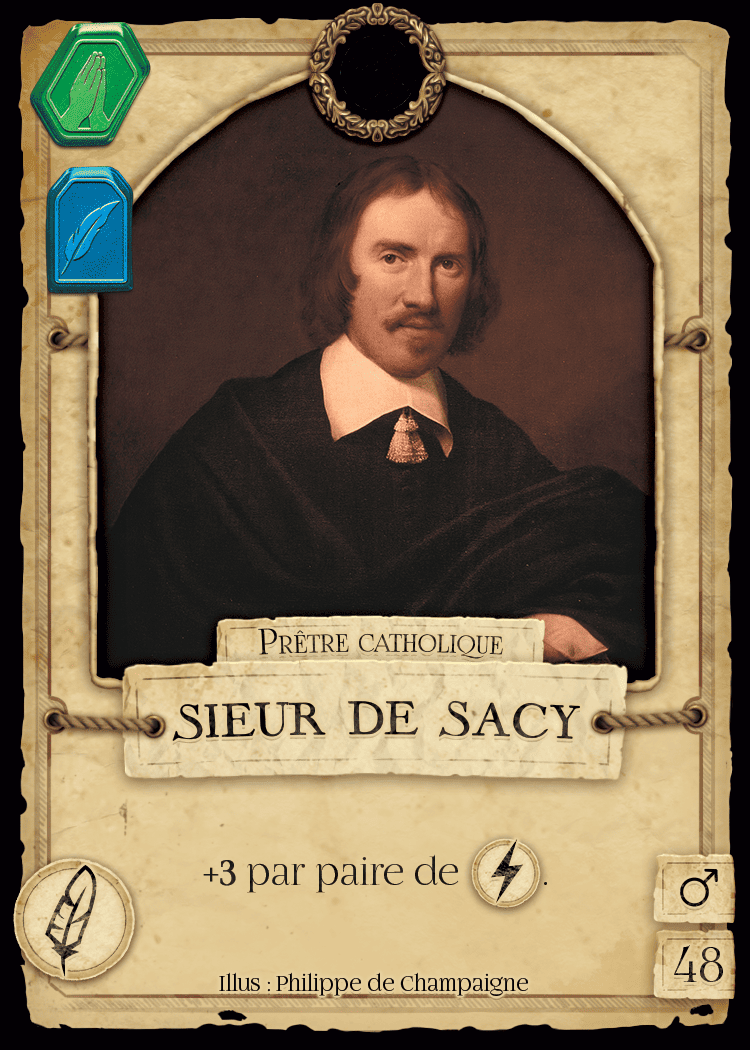 PRÊTRE CATHOLIQUE
SIEUR DE SACY
+3 par paire de .
48
Illus : Philippe de Champaigne